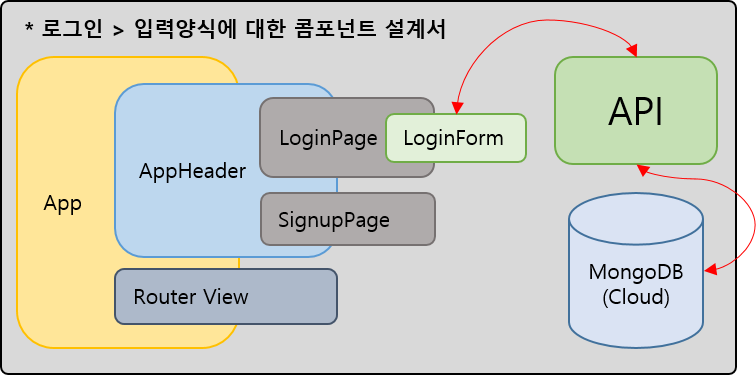 * 로그인 > 입력양식에 대한 콤포넌트 설계서
API
LoginPage
LoginForm
AppHeader
App
SignupPage
Router View
MongoDB
(Cloud)